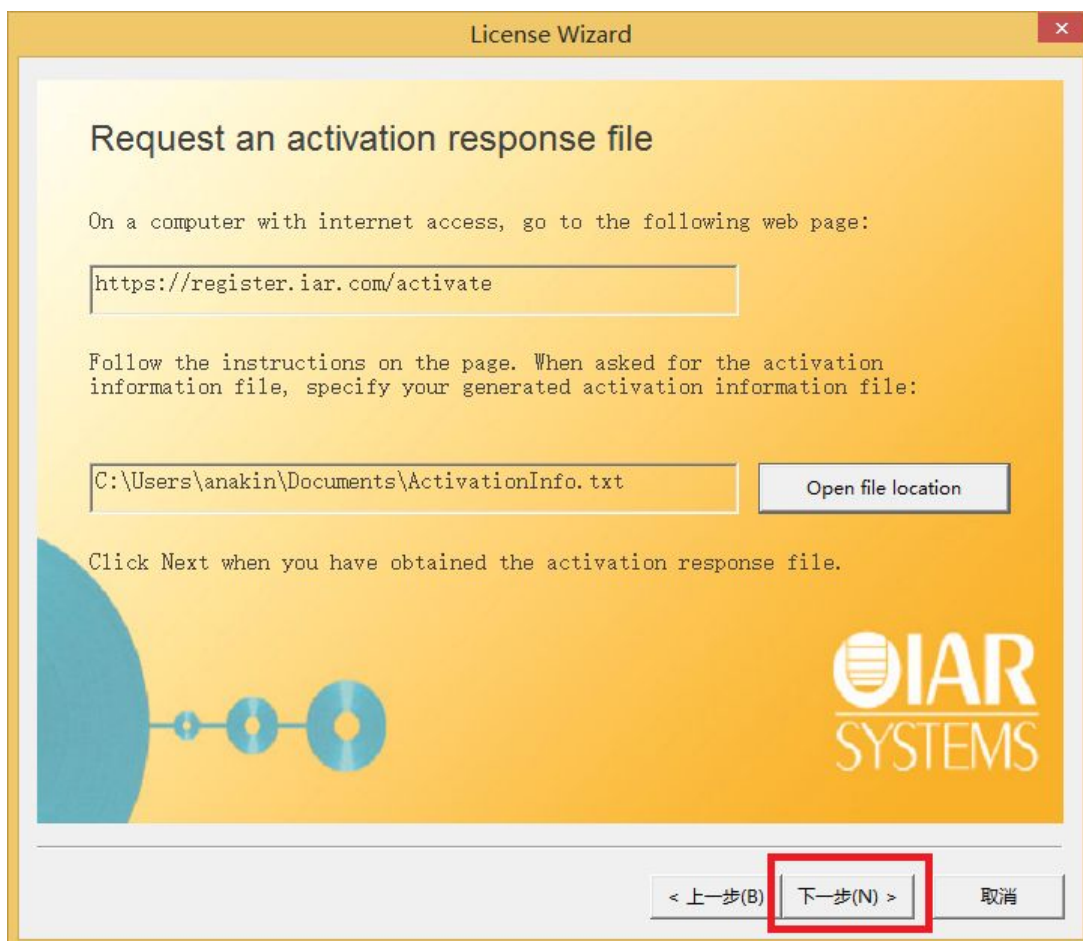 License Wizard
Request an activation response file
On a computer with internet access, go to the following web page:
https://register.iar.com/activate
Follow the instructions on the page. When asked for the activation
information file, specify your generated activation information file:
C:\Users\anakin\Documents\ActivationInfo.txt
Open file location
Click Next when you have obtained the activation response file.
IAR
SYSTEMS
< 上一步(B)
下一步(N) >
取消